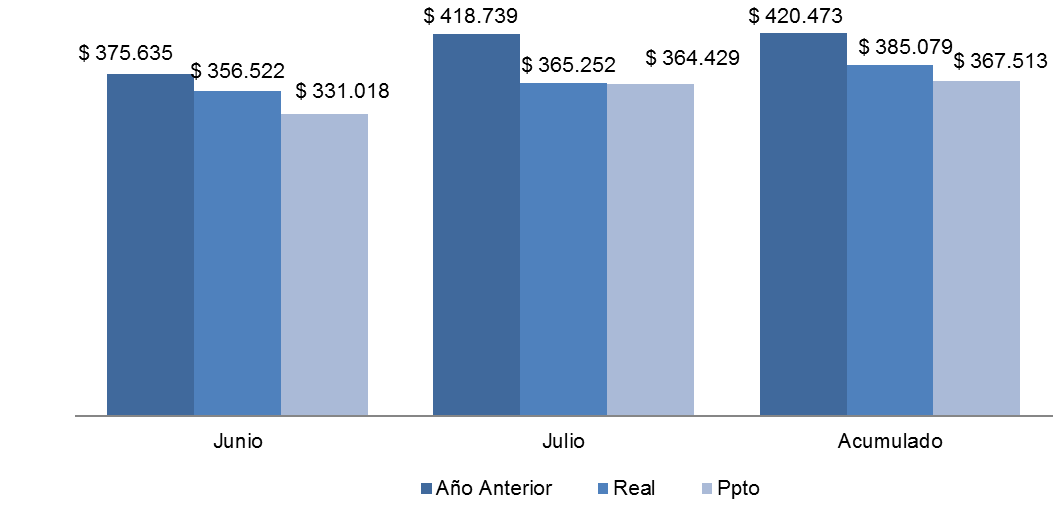 $ 375.635
$ 356.522
$ 331.018
$ 418.739
$ 365.252
$ 364.429
$ 420.473
$ 385.079
$ 367.513
Junio
Julio
Acumulado
Año Anterior
Real
Ppto